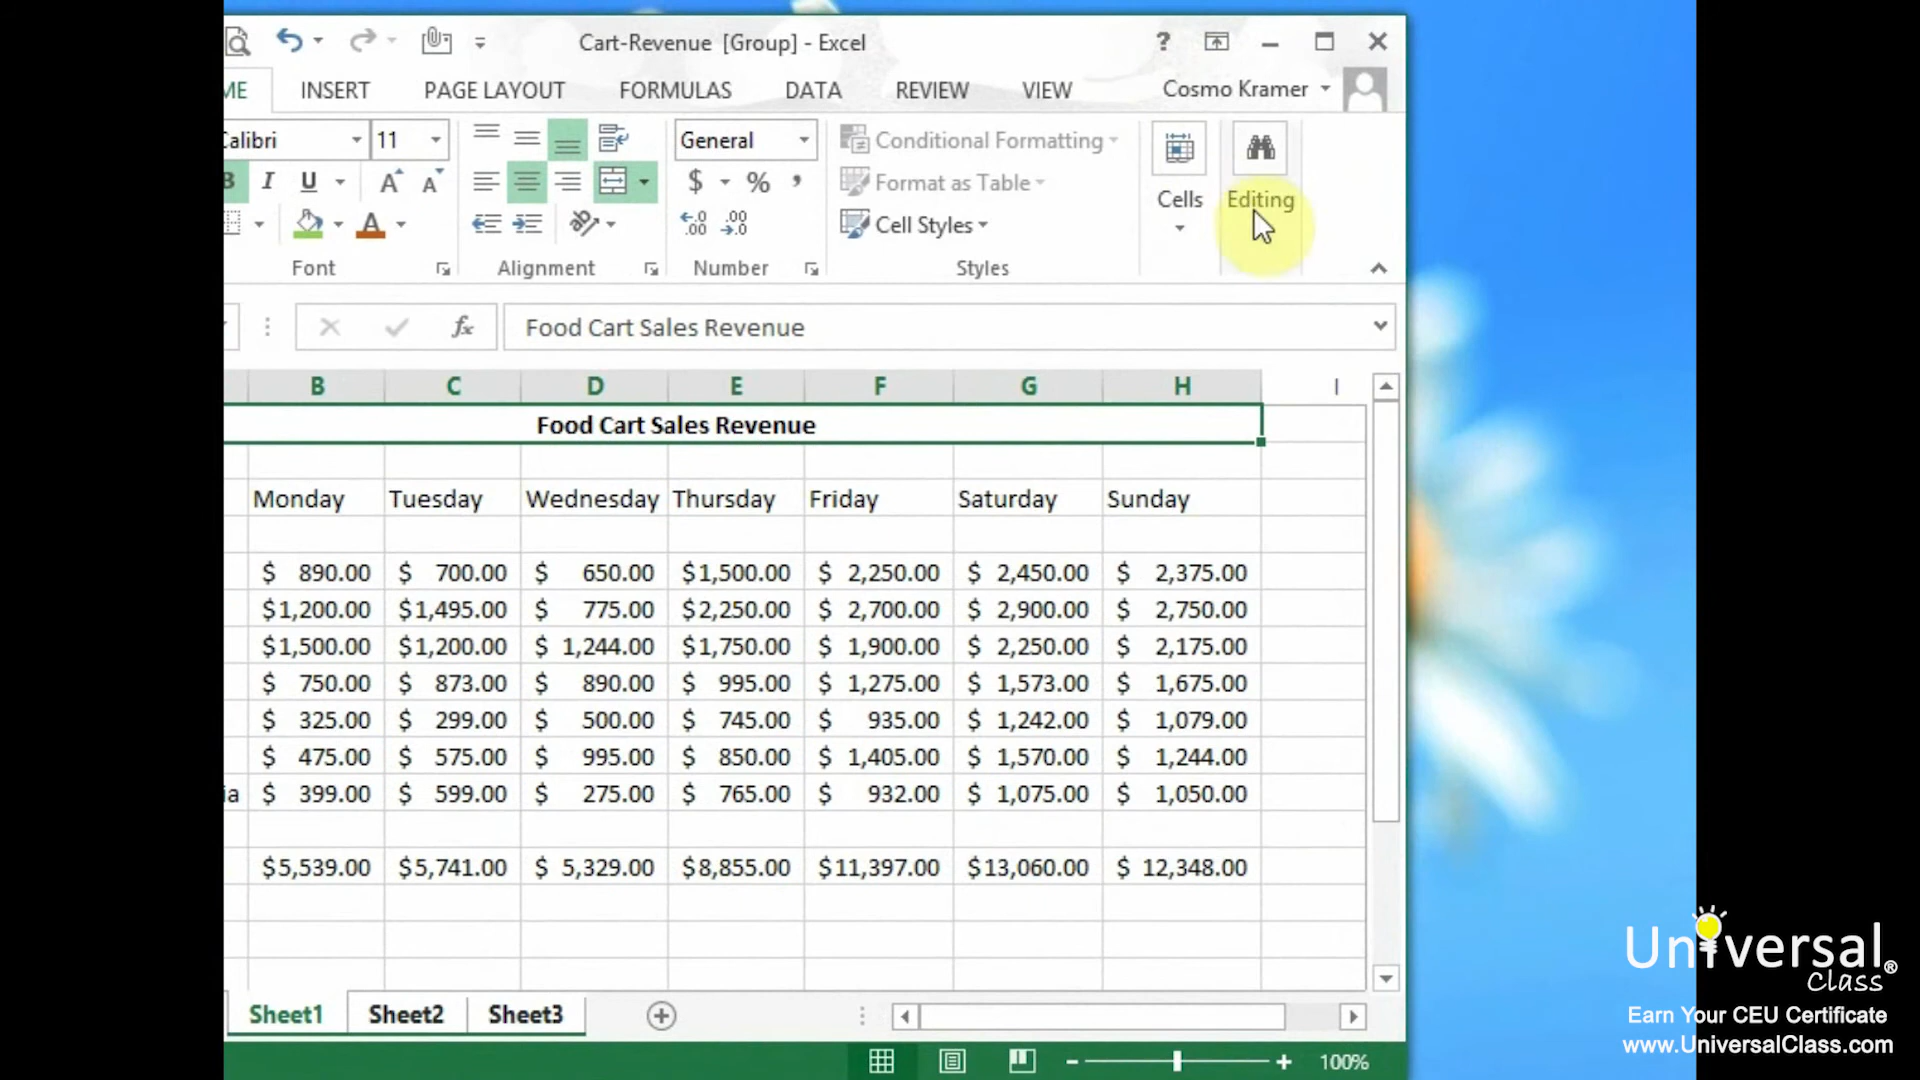 Cart-Revenue [Group] - Excel
?
ME INSERT PAGE LAYOUT FORMULAS DATA REVIEW VIEW Cosmo Kramer
Calibri 11 General Conditional Formatting
B I U A A $ % , Format as Table Cells Editing
A .0 .00 .00 .0 Cell Styles
Font Alignment Number Styles
fx Food Cart Sales Revenue
B C D E F G H I
Food Cart Sales Revenue
Monday Tuesday Wednesday Thursday Friday Saturday Sunday
$ 890.00 $ 700.00 $ 650.00 $1,500.00 $ 2,250.00 $ 2,450.00 $ 2,375.00
$1,200.00 $1,495.00 $ 775.00 $2,250.00 $ 2,700.00 $ 2,900.00 $ 2,750.00
$1,500.00 $1,200.00 $ 1,244.00 $1,750.00 $ 1,900.00 $ 2,250.00 $ 2,175.00
$ 750.00 $ 873.00 $ 890.00 $ 995.00 $ 1,275.00 $ 1,573.00 $ 1,675.00
$ 325.00 $ 299.00 $ 500.00 $ 745.00 $ 935.00 $ 1,242.00 $ 1,079.00
$ 475.00 $ 575.00 $ 995.00 $ 850.00 $ 1,405.00 $ 1,570.00 $ 1,244.00
ia $ 399.00 $ 599.00 $ 275.00 $ 765.00 $ 932.00 $ 1,075.00 $ 1,050.00
$5,539.00 $5,741.00 $ 5,329.00 $8,855.00 $11,397.00 $13,060.00 $ 12,348.00
Sheet1 Sheet2 Sheet3
100%
Universal®
Class
Earn Your CEU Certificate
www.UniversalClass.com